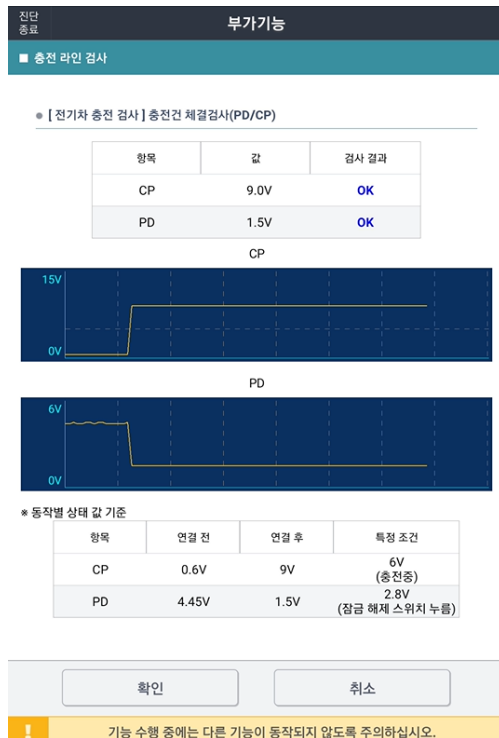 진단
종료
부가기능
■ 충전 라인 검사
● [ 전기차 충전 검사 ] 충전건 체결검사(PD/CP)
항목 값 검사 결과
CP 9.0V OK
PD 1.5V OK
CP
15V
0V
PD
6V
0V
※ 동작별 상태 값 기준
항목 연결 전 연결 후 특정 조건
CP 0.6V 9V 6V
(충전중)
PD 4.45V 1.5V 2.8V
(잠금 해제 스위치 누름)
확인 취소
! 기능 수행 중에는 다른 기능이 동작되지 않도록 주의하십시오.